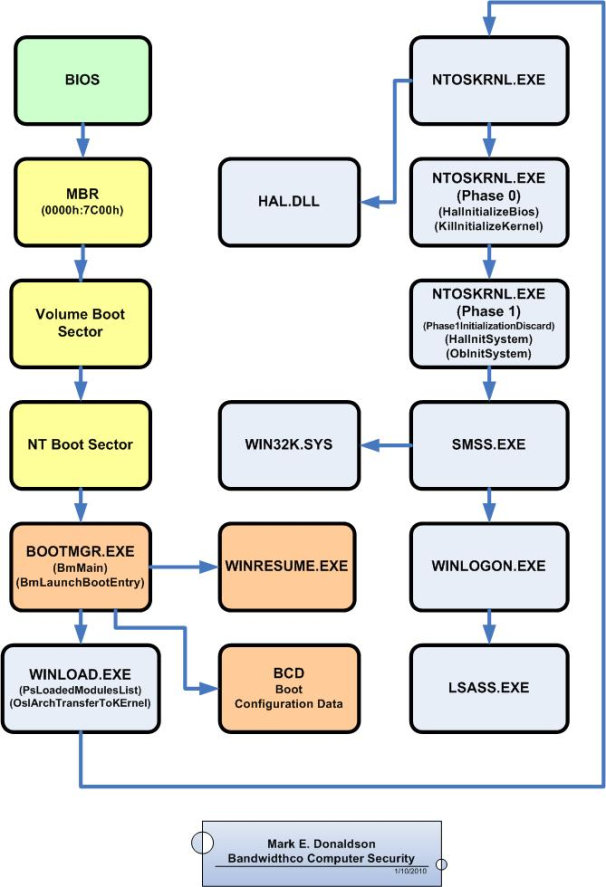 BIOS
MBR
(0000h:7C00h)
Volume Boot
Sector
NT Boot Sector
BOOTMGR.EXE
(BmMain)
(BmLaunchBootEntry)
WINLOAD.EXE
(PsLoadedModulesList)
(OslArchTransferToKErnel)
HAL.DLL
WIN32K.SYS
WINRESUME.EXE
BCD
Boot
Configuration Data
NTOSKRNL.EXE
NTOSKRNL.EXE
(Phase 0)
(HalInitializeBios)
(KillInitializeKernel)
NTOSKRNL.EXE
(Phase 1)
(Phase1InitializationDiscard)
(HalInitSystem)
(ObInitSystem)
SMSS.EXE
WINLOGON.EXE
LSASS.EXE
Mark E. Donaldson
Bandwidthco Computer Security
1/10/2010